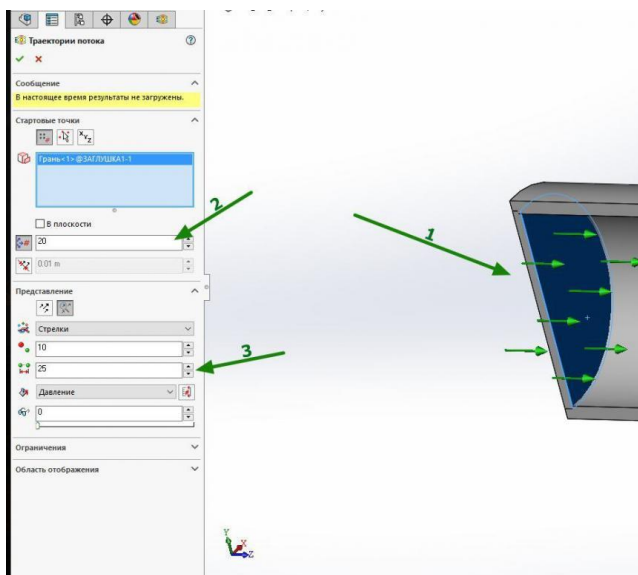 Траектории потока
Сообщение
В настоящее время результаты не загружены.
Стартовые точки
X Y Z
Грань<1>@ЗАГЛУШКА1-1
В плоскости
20
0.01 m
Представление
Стрелки
10
25
Давление
0
Ограничения
Область отображения
1
2
3
Y
X
Z